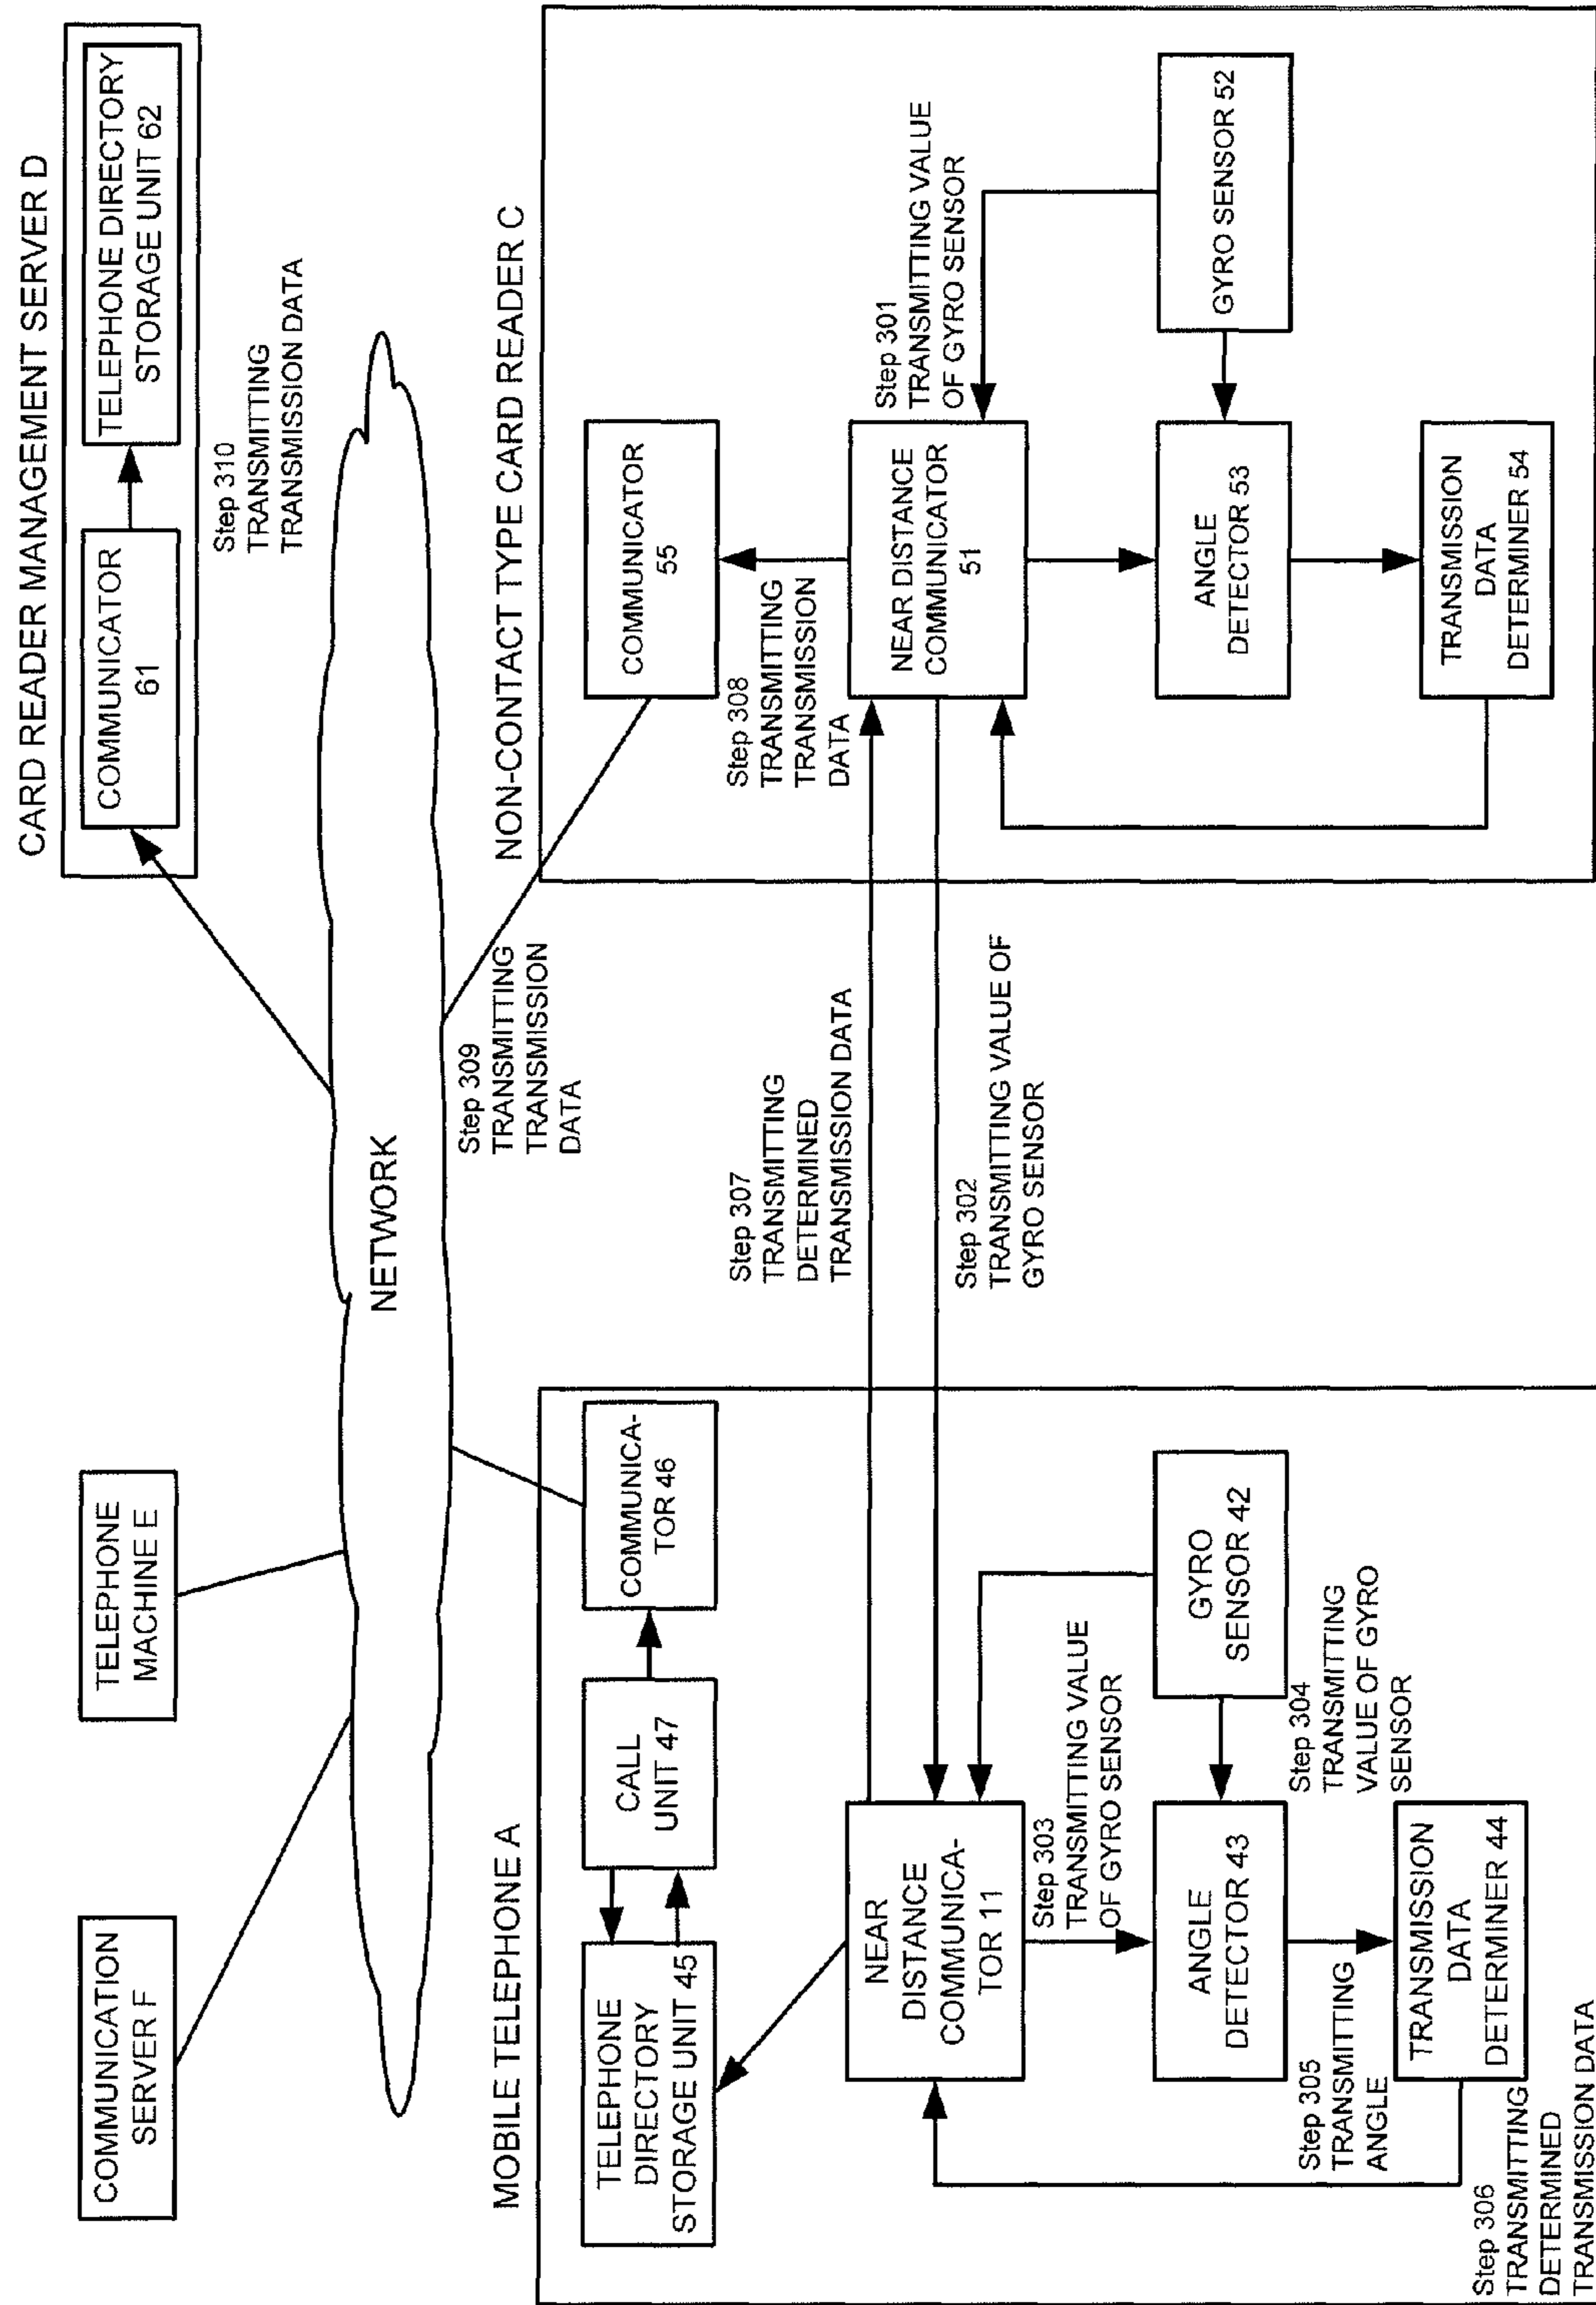 COMMUNICATION
SERVER F
TELEPHONE
MACHINE E
CARD READER MANAGEMENT SERVER D
COMMUNICATOR
61
TELEPHONE DIRECTORY
STORAGE UNIT 62
Step 310
TRANSMITTING
TRANSMISSION DATA
NETWORK
Step 309
TRANSMITTING
TRANSMISSION
DATA
MOBILE TELEPHONE A
TELEPHONE
DIRECTORY
STORAGE UNIT 45
CALL
UNIT 47
COMMUNICA-
TOR 46
NEAR
DISTANCE
COMMUNICA-
TOR 11
Step 303
TRANSMITTING VALUE
OF GYRO SENSOR
ANGLE
DETECTOR 43
GYRO
SENSOR 42
Step 304
TRANSMITTING
VALUE OF GYRO
SENSOR
Step 305
TRANSMITTING
ANGLE
TRANSMISSION
DATA
DETERMINER 44
Step 306
TRANSMITTING
DETERMINED
TRANSMISSION DATA
Step 307
TRANSMITTING
DETERMINED
TRANSMISSION DATA
Step 302
TRANSMITTING VALUE OF
GYRO SENSOR
NON-CONTACT TYPE CARD READER C
COMMUNICATOR
55
Step 308
TRANSMITTING
TRANSMISSION
DATA
NEAR DISTANCE
COMMUNICATOR
51
Step 301
TRANSMITTING VALUE
OF GYRO SENSOR
ANGLE
DETECTOR 53
GYRO SENSOR 52
TRANSMISSION
DATA
DETERMINER 54